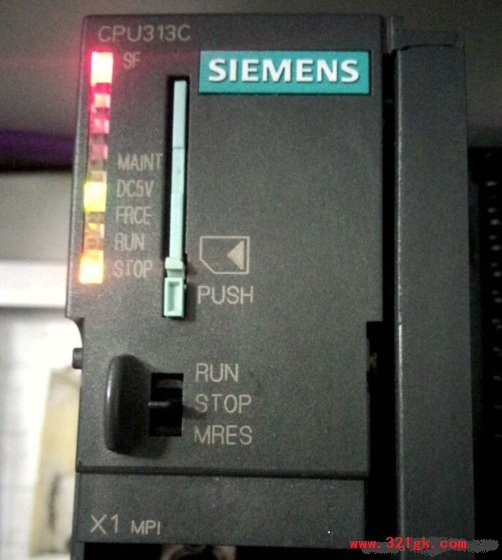 CPU313C
SF
SIEMENS
MAINT
DC5V
FRCE
RUN
STOP
PUSH
RUN
STOP
MRES
X1 MPI
www.321gk.com